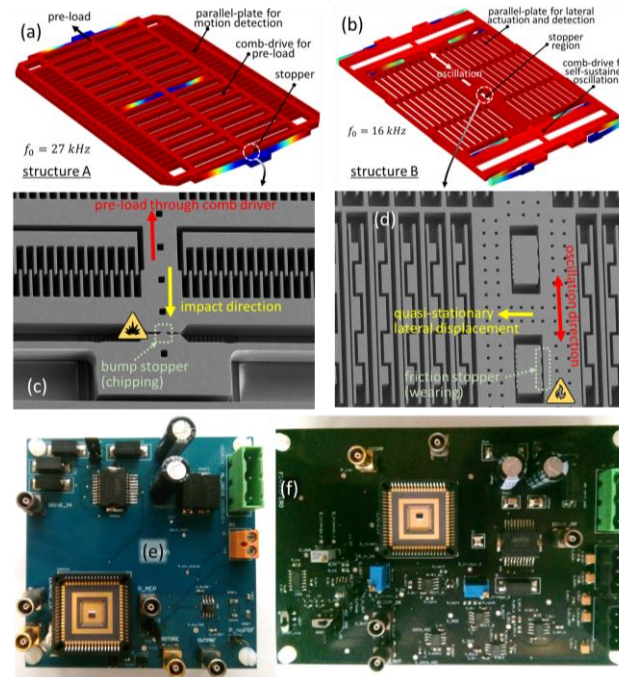 (a)
pre-load
parallel-plate for
motion detection
comb-drive for
pre-load
stopper
f₀ = 27 kHz
structure A
(b)
parallel-plate for lateral
actuation and detection
stopper
region
oscillation
comb-drive f
self-sustaine
oscillatio
f₀ = 16 kHz
structure B
pre-load through comb driver
impact direction
bump stopper
(chipping)
(c)
(d)
oscillation direction
quasi-stationary
lateral displacement
friction stopper
(wearing)
(e)
(f)